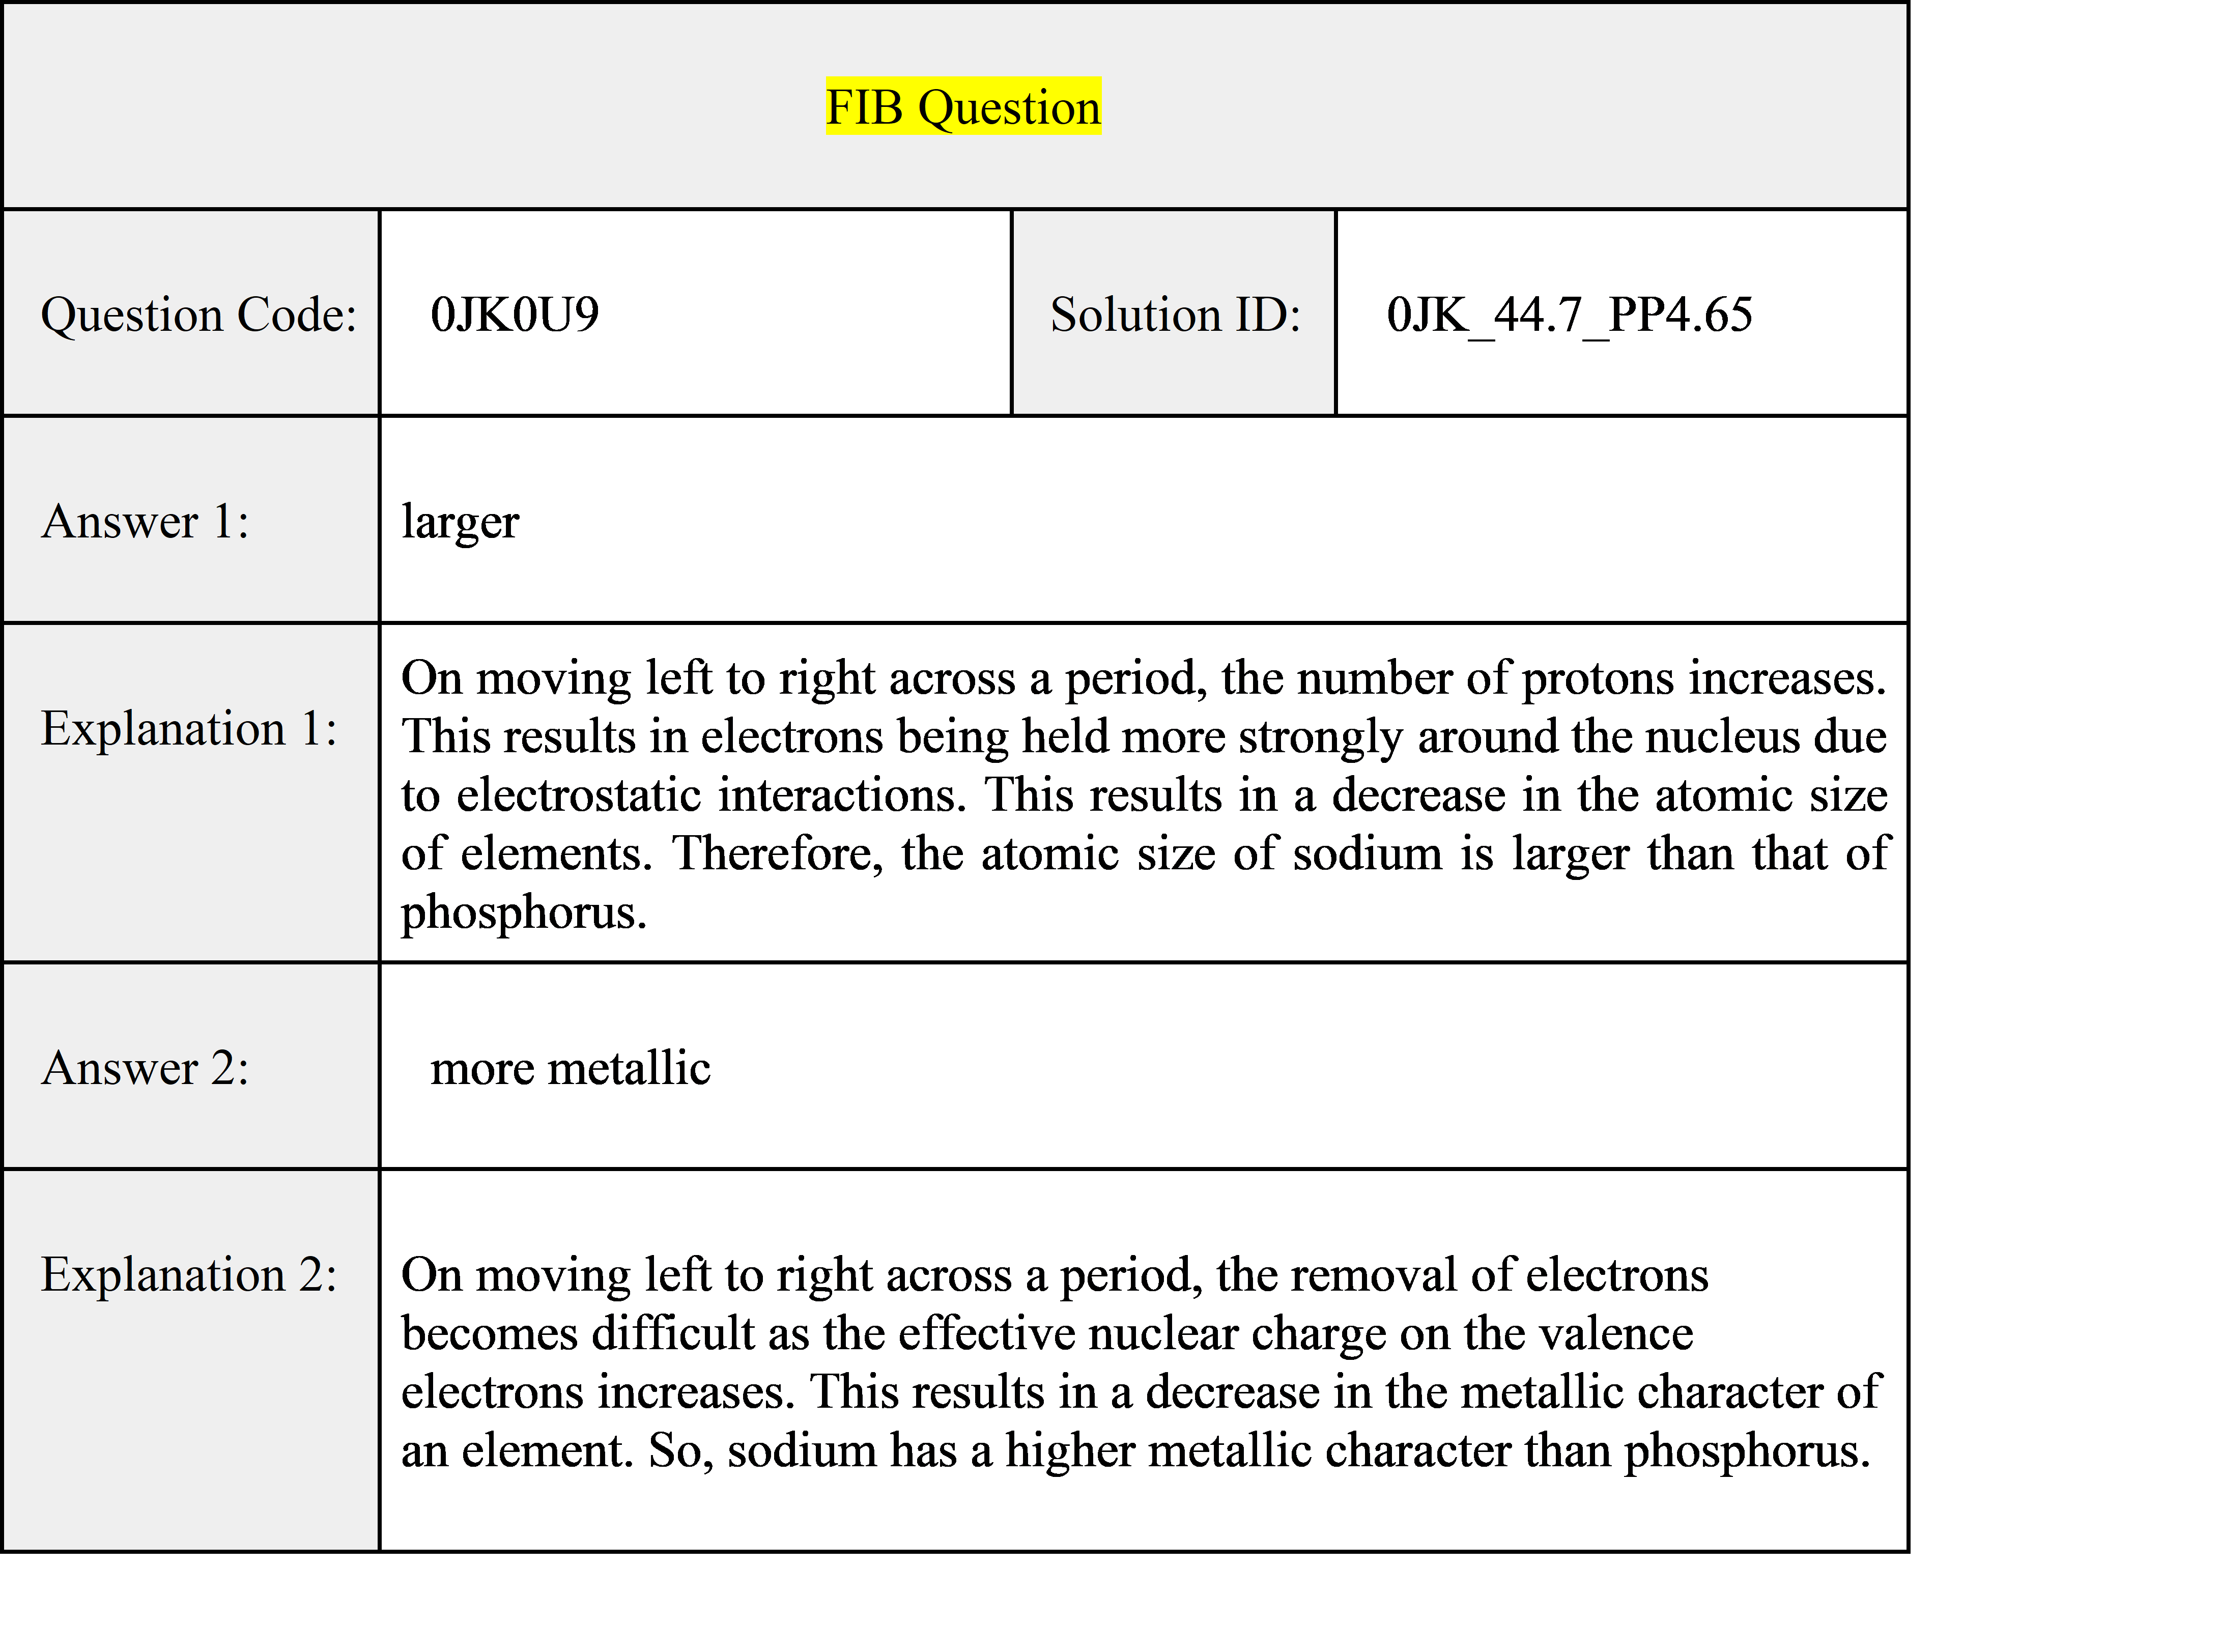 FIB Question
Question Code:
0JK0U9
Solution ID:
0JK_44.7_PP4.65
Answer 1:
larger
Explanation 1:
On moving left to right across a period, the number of protons increases.
This results in electrons being held more strongly around the nucleus due
to electrostatic interactions. This results in a decrease in the atomic size
of elements. Therefore, the atomic size of sodium is larger than that of
phosphorus.
Answer 2:
more metallic
Explanation 2:
On moving left to right across a period, the removal of electrons
becomes difficult as the effective nuclear charge on the valence
electrons increases. This results in a decrease in the metallic character of
an element. So, sodium has a higher metallic character than phosphorus.